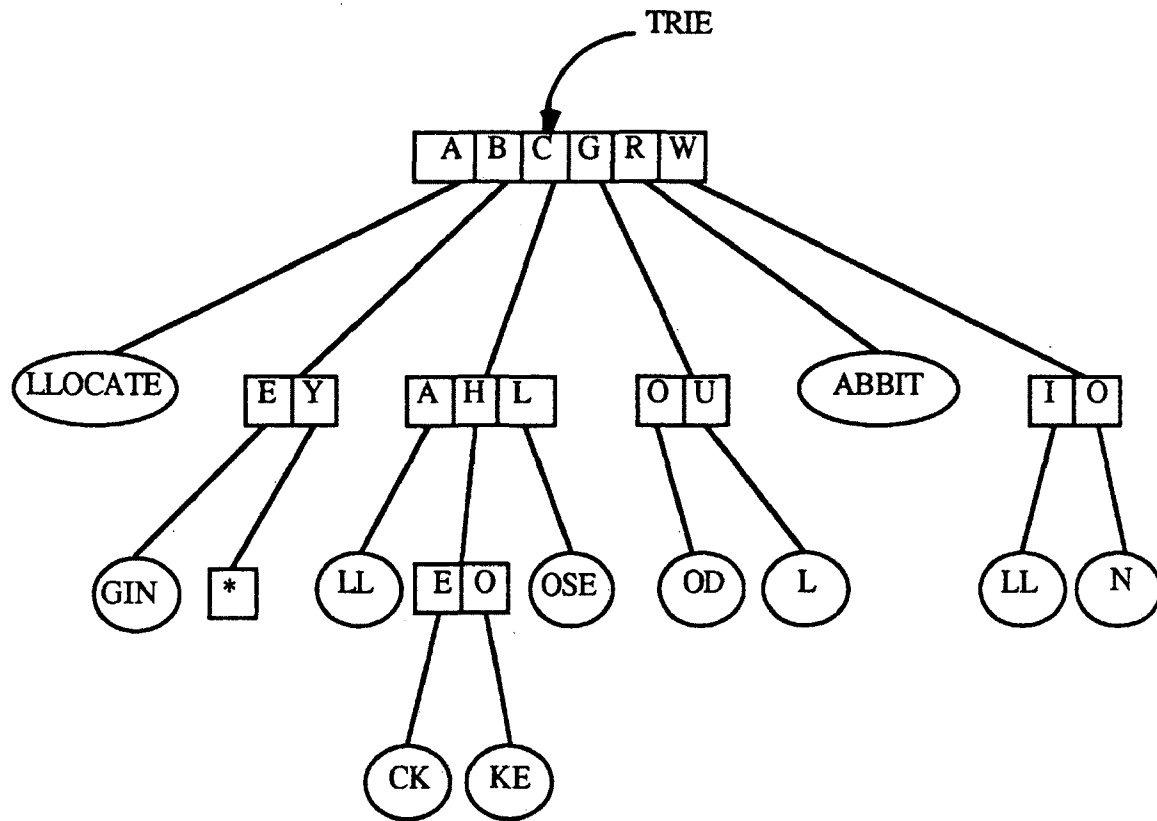 TRIE
A B C G R W
LLOCATE
E Y
A H L
O U
ABBIT
I O
GIN
*
LL
E O
OSE
OD
L
LL
N
CK
KE